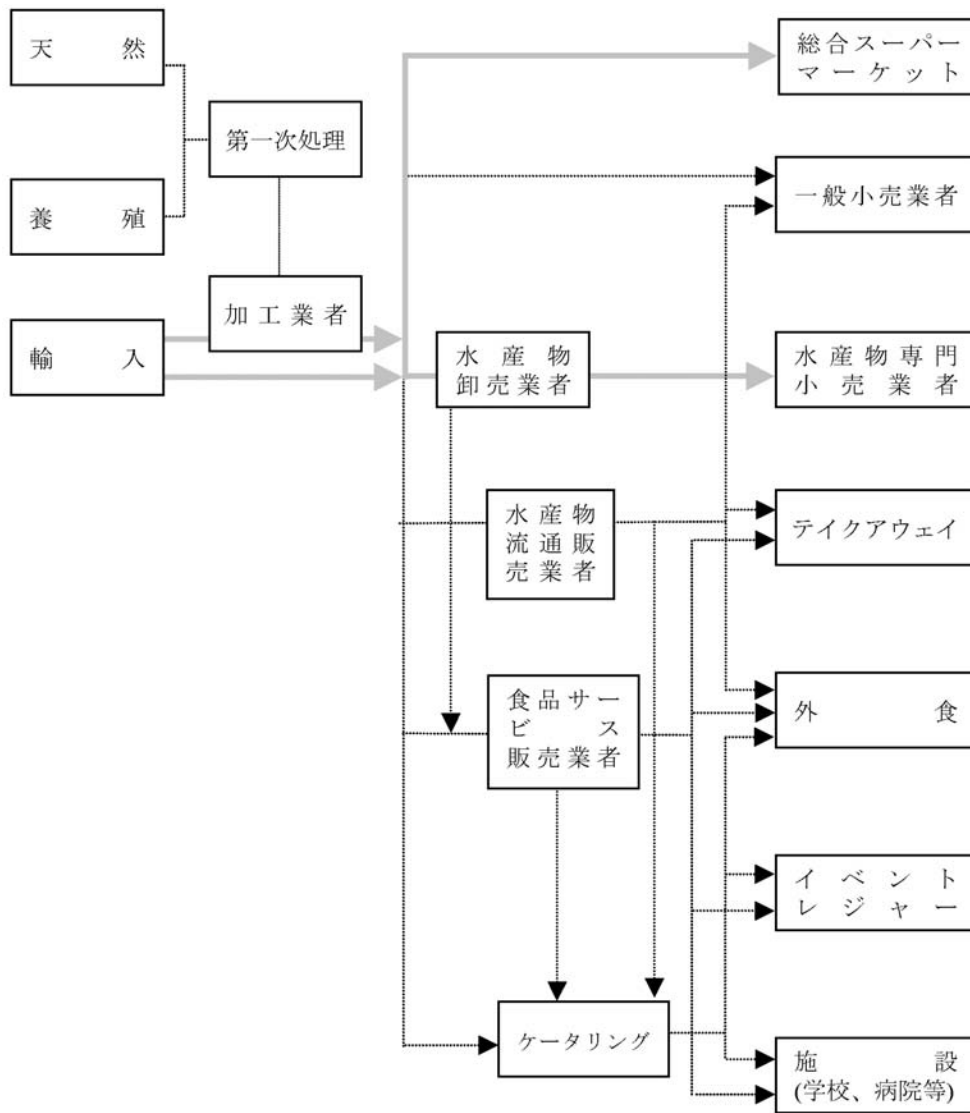 天然
総合スーパー
マーケット
第一次処理
一般小売業者
養殖
加工業者
輸入
水産物
卸売業者
水産物専門
小売業者
水産物
流通販
売業者
テイクアウェイ
食品サー
ビス
販売業者
外食
イベント
レジャー
ケータリング
施設
(学校、病院等)